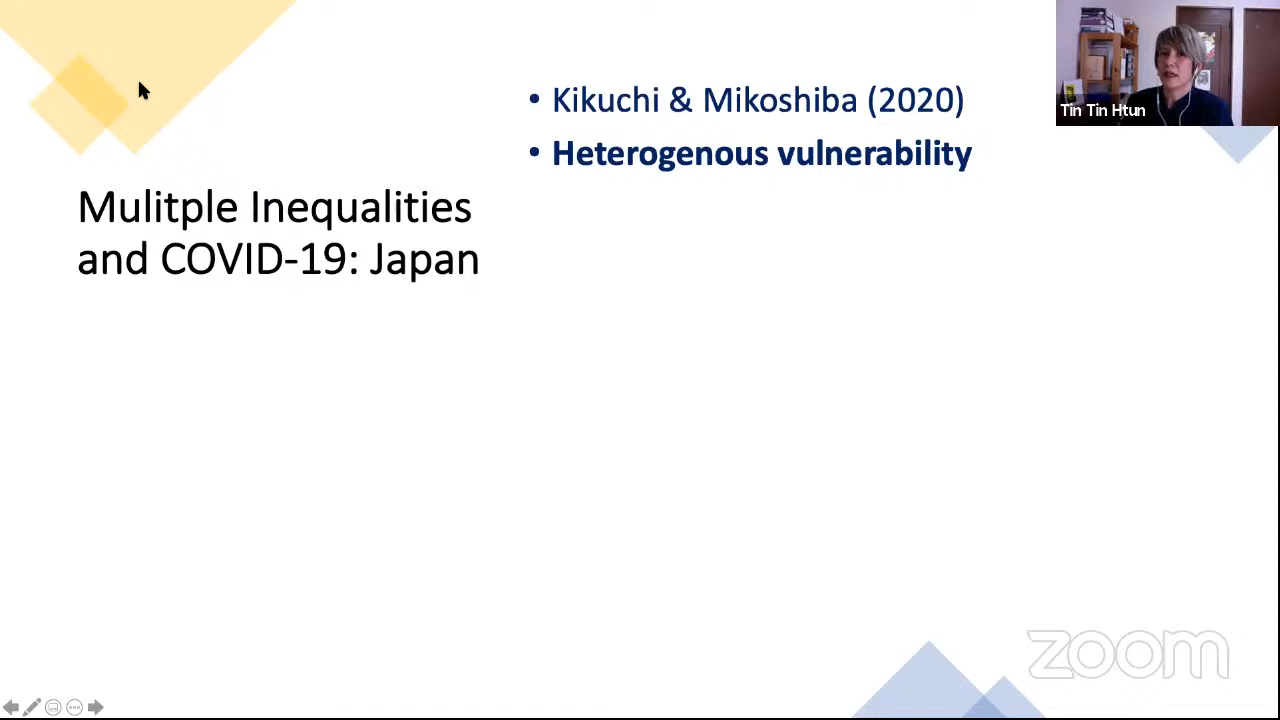 Mulitple Inequalities
and COVID-19: Japan
• Kikuchi & Mikoshiba (2020)
• Heterogenous vulnerability
Tin Tin Htun
zoom